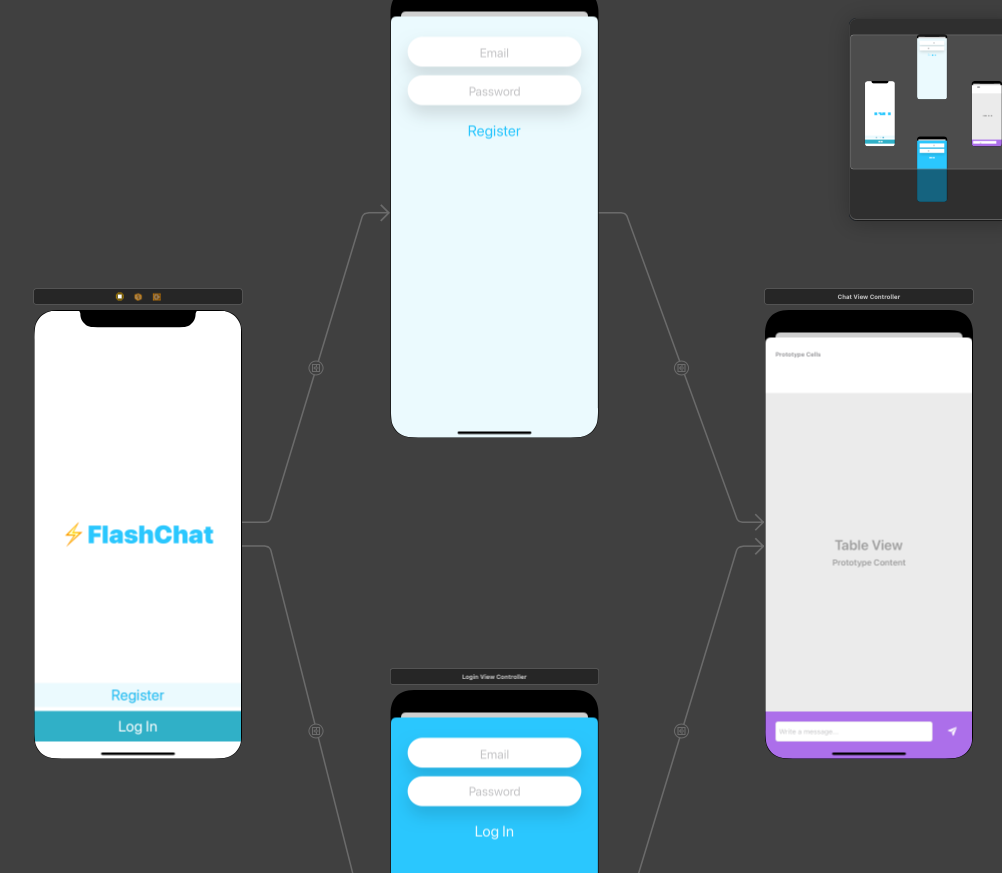 Email
Password
Register
⚡FlashChat
Register
Log In
Login View Controller
Email
Password
Log In
Chat View Controller
Prototype Cells
Table View
Prototype Content
Write a message...